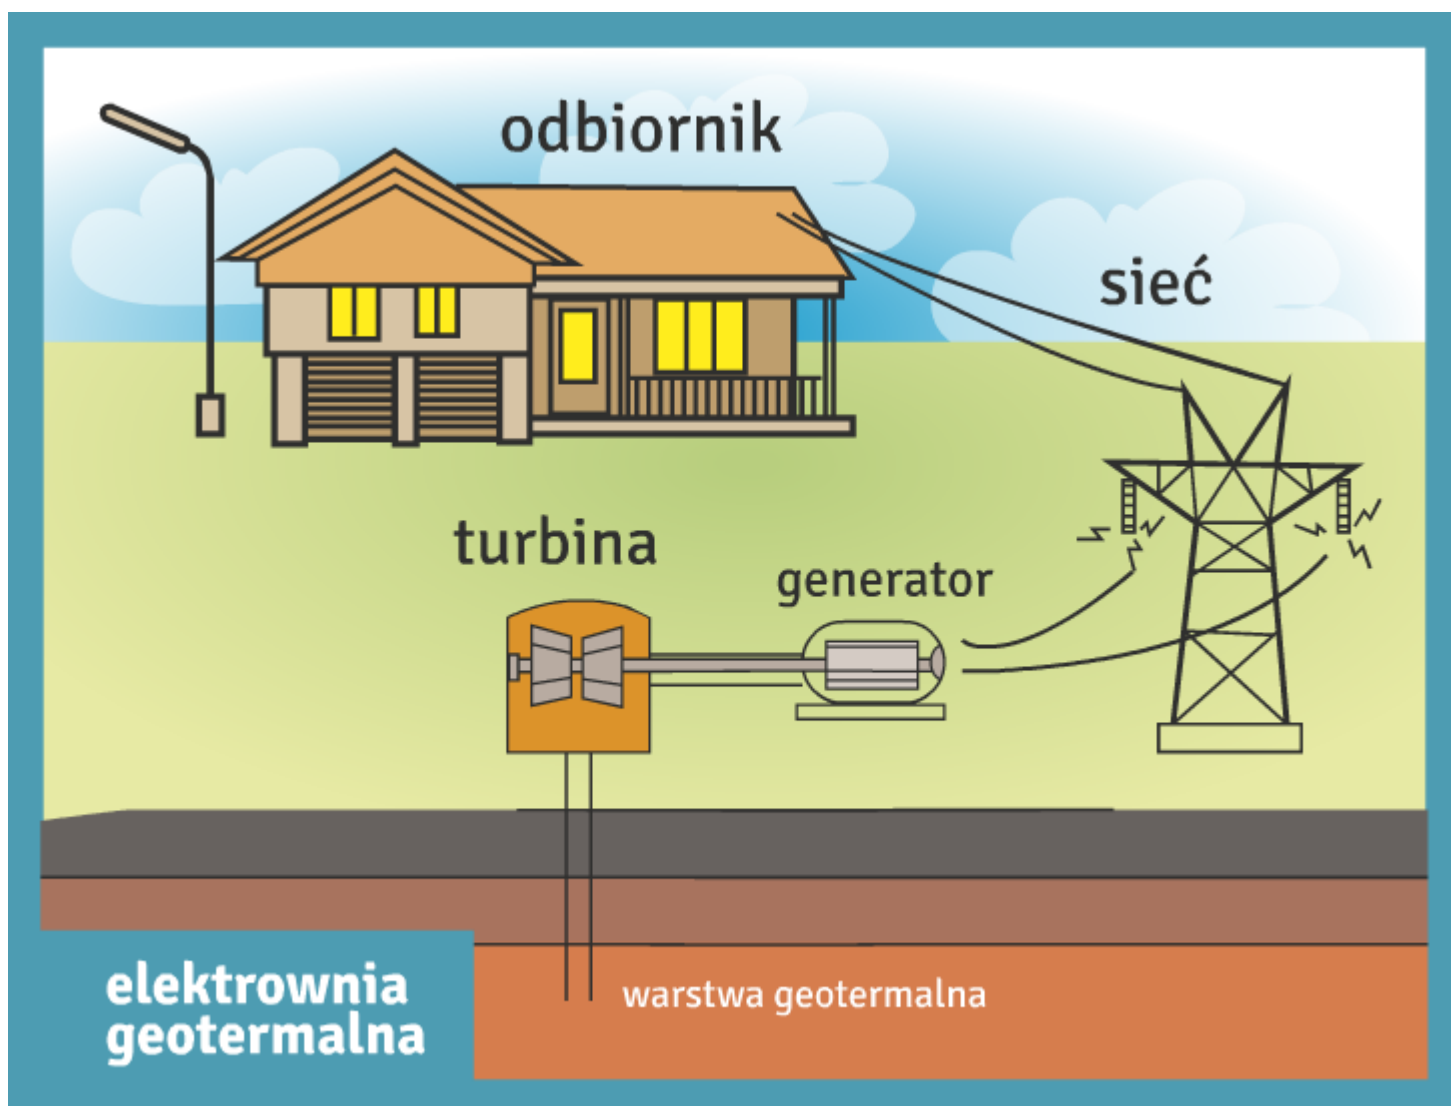 odbiornik
sieć
turbina
generator
warstwa geotermalna
elektrownia
geotermalna